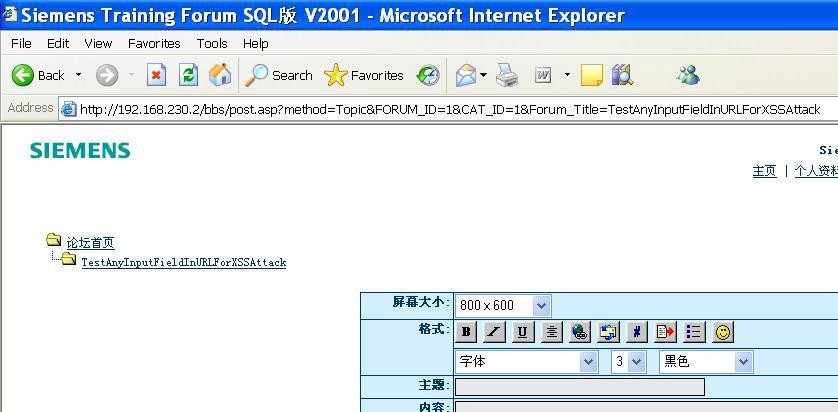 Siemens Training Forum SQL版 V2001 - Microsoft Internet Explorer
File Edit View Favorites Tools Help
Back Search Favorites
Address http://192.168.230.2/bbs/post.asp?method=Topic&FORUM_ID=1&CAT_ID=1&Forum_Title=TestAnyInputFieldInURLForXSSAttack
SIEMENS
Sie
主页 | 个人资料
论坛首页
TestAnyInputFieldInURLForXSSAttack
屏幕大小: 800 x 600
格式: B I U #
字体 3 黑色
主题:
内容: